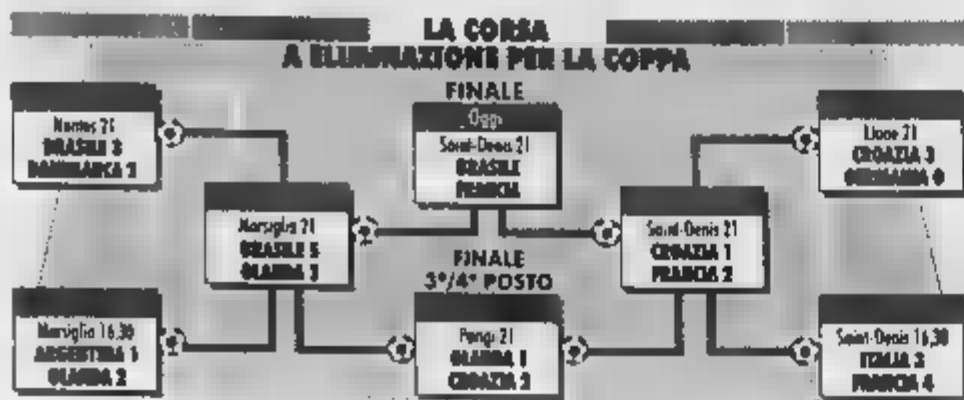 LA CORSA
A ELIMINAZIONE PER LA COPPA
FINALE
Oggi
Saint-Denis 21
BRASILE
FRANCIA
Nantes 21
BRASILE 3
DANIMARCA 2
Lione 21
CROAZIA 3
GERMANIA 0
Marsiglia 21
BRASILE 5
OLANDA 3
Saint-Denis 21
CROAZIA 1
FRANCIA 2
FINALE
3°/4° POSTO
Parigi 21
OLANDA 1
CROAZIA 2
Marsiglia 16,30
ARGENTINA 1
OLANDA 2
Saint-Denis 16,30
ITALIA 3
FRANCIA 4